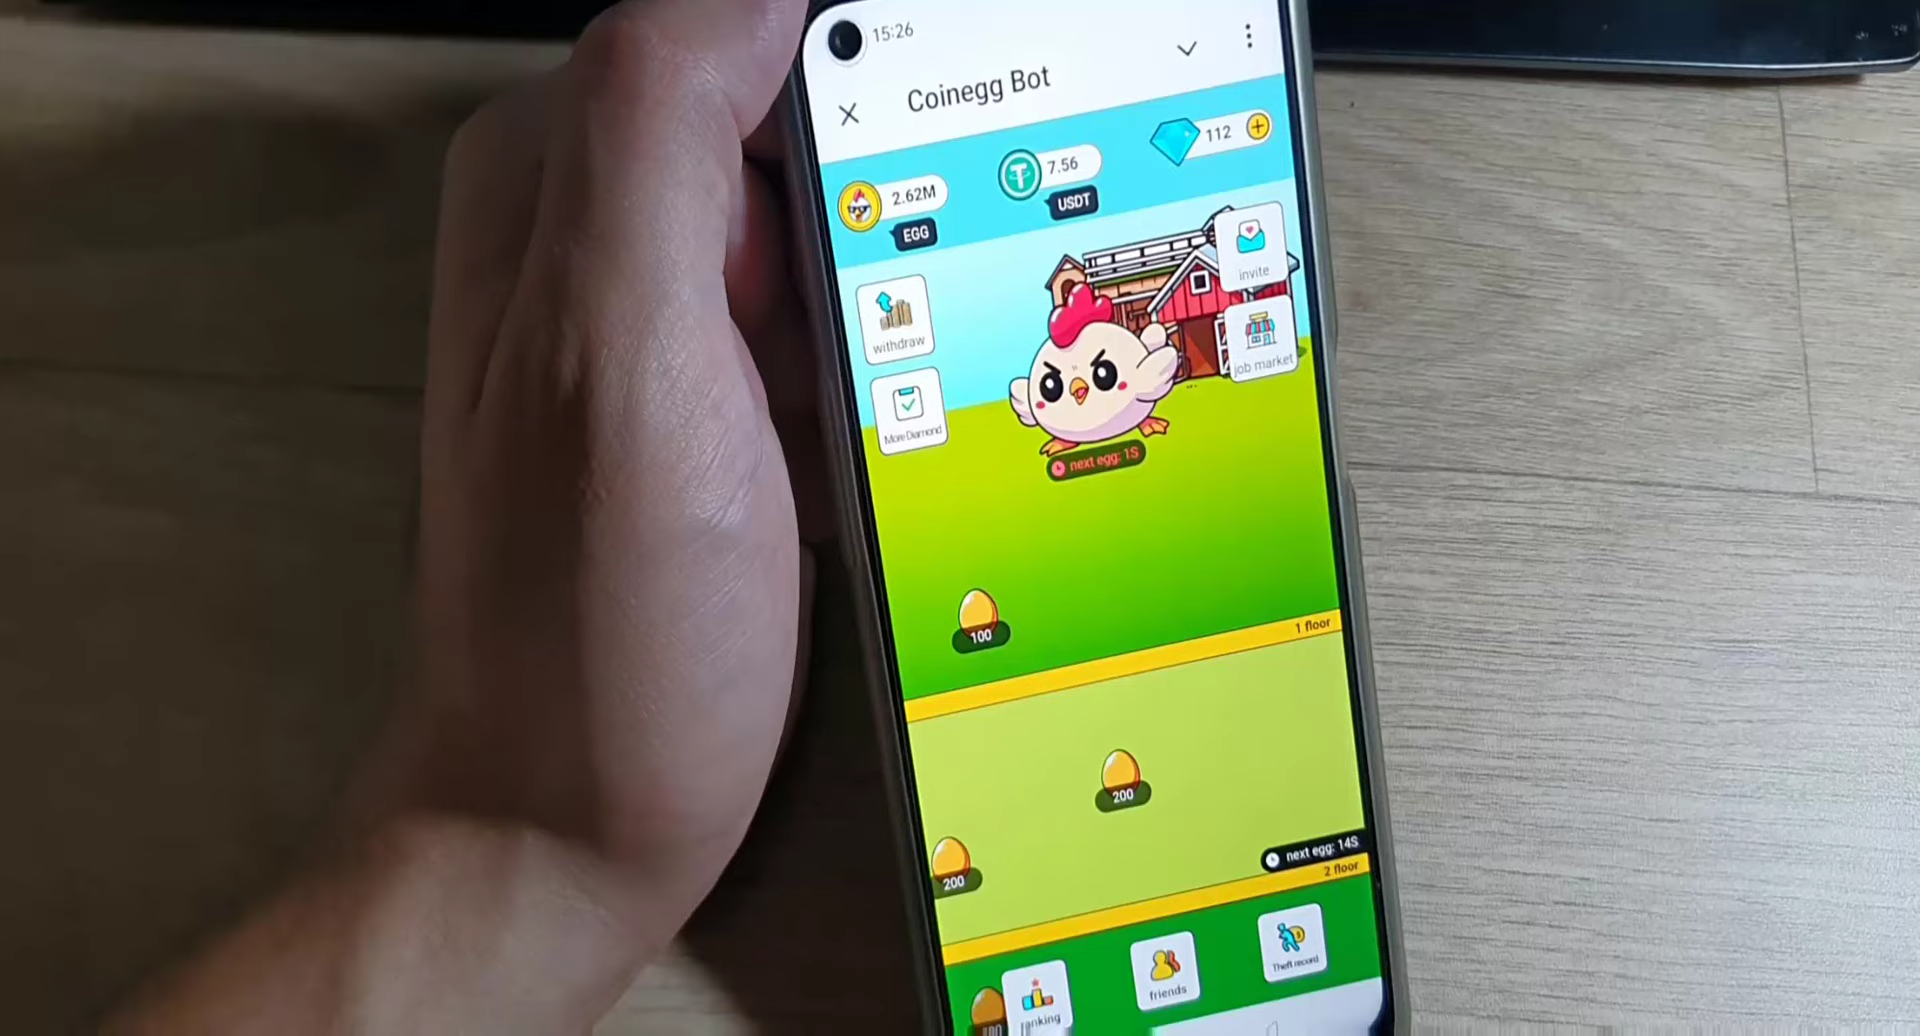 15:26
Coinegg Bot
2.62M
EGG
7.56
USDT
112
withdraw
More Diamond
invite
job market
next egg: 1S
100
1 floor
200
200
next egg: 14S
2 floor
ranking
friends
Theft record